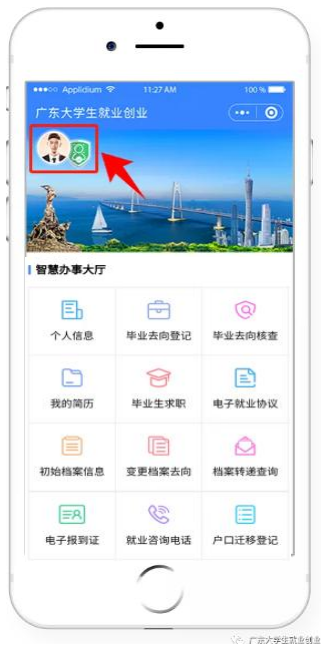 Applidium 11:27 AM 100 %
广东大学生就业创业
智慧办事大厅
个人信息 毕业去向登记 毕业去向核查
我的简历 毕业生求职 电子就业协议
初始档案信息 变更档案去向 档案转递查询
电子报到证 就业咨询电话 户口迁移登记
广东大学生就业创业